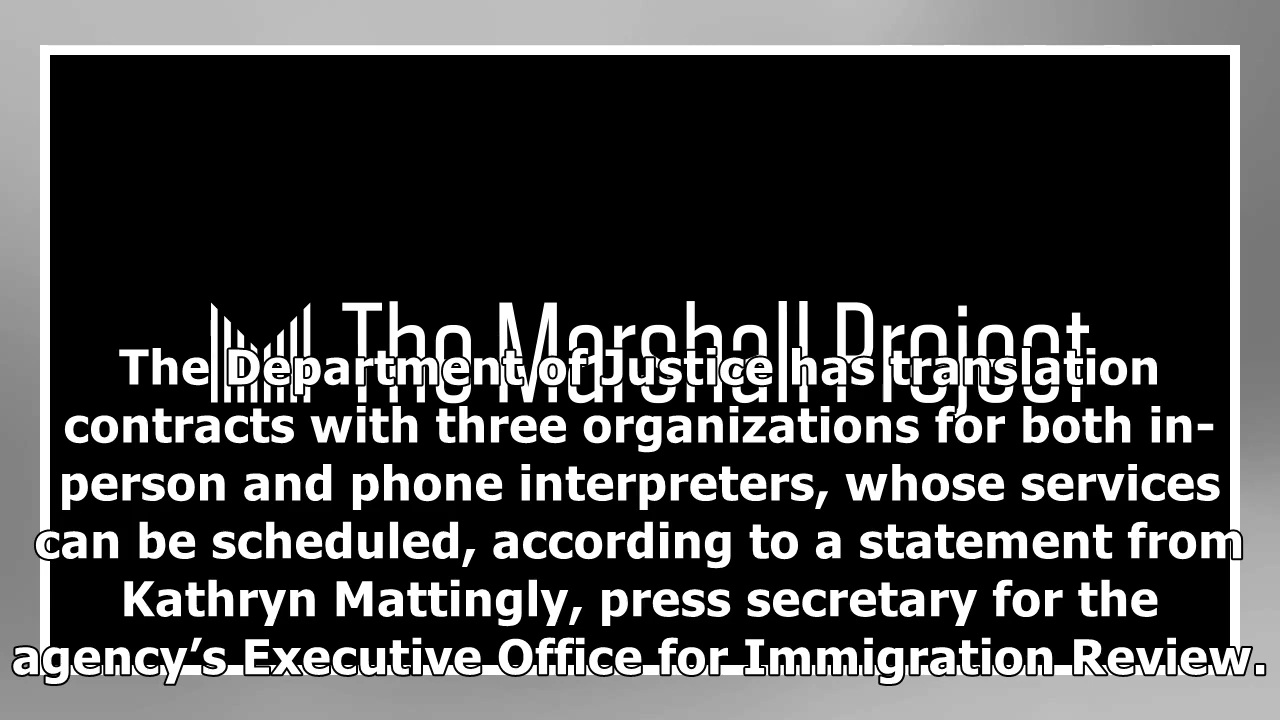 The Marshall Project
The Department of Justice has translation
contracts with three organizations for both in-
person and phone interpreters, whose services
can be scheduled, according to a statement from
Kathryn Mattingly, press secretary for the
agency’s Executive Office for Immigration Review.